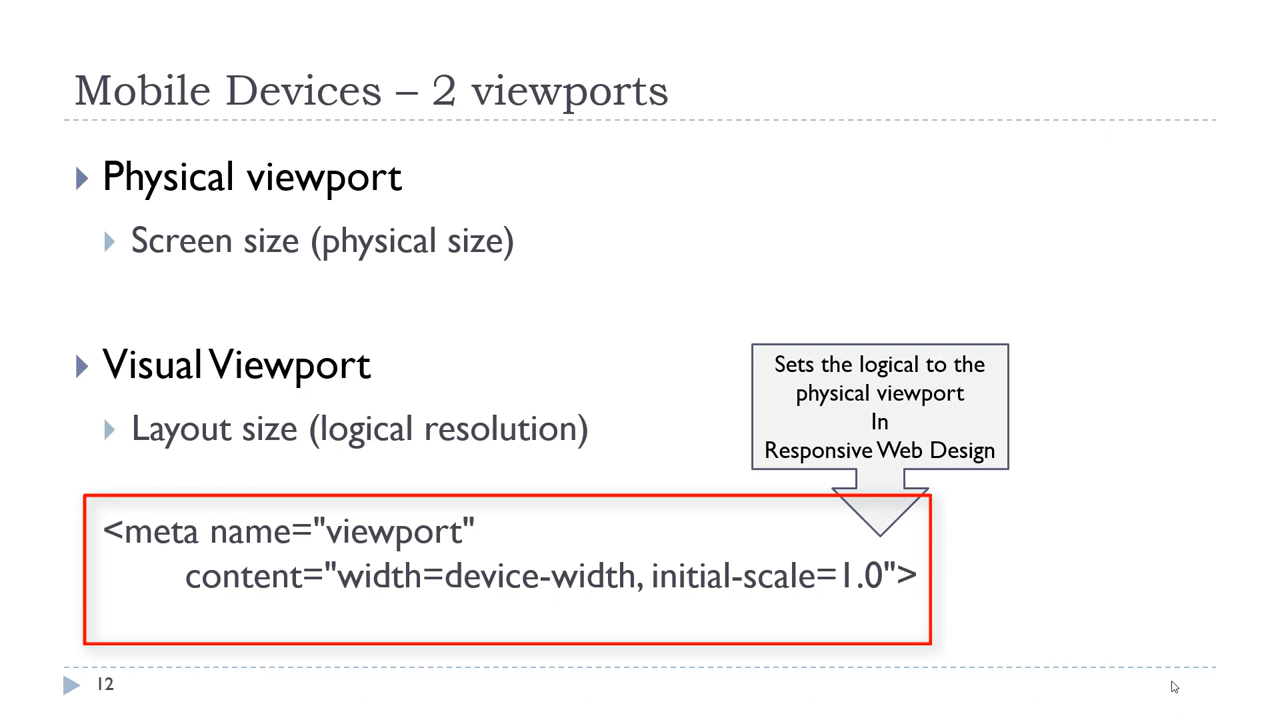 Mobile Devices – 2 viewports
Physical viewport
Screen size (physical size)
Visual Viewport
Layout size (logical resolution)
Sets the logical to the
physical viewport
In
Responsive Web Design
<meta name="viewport"
content="width=device-width, initial-scale=1.0">
12